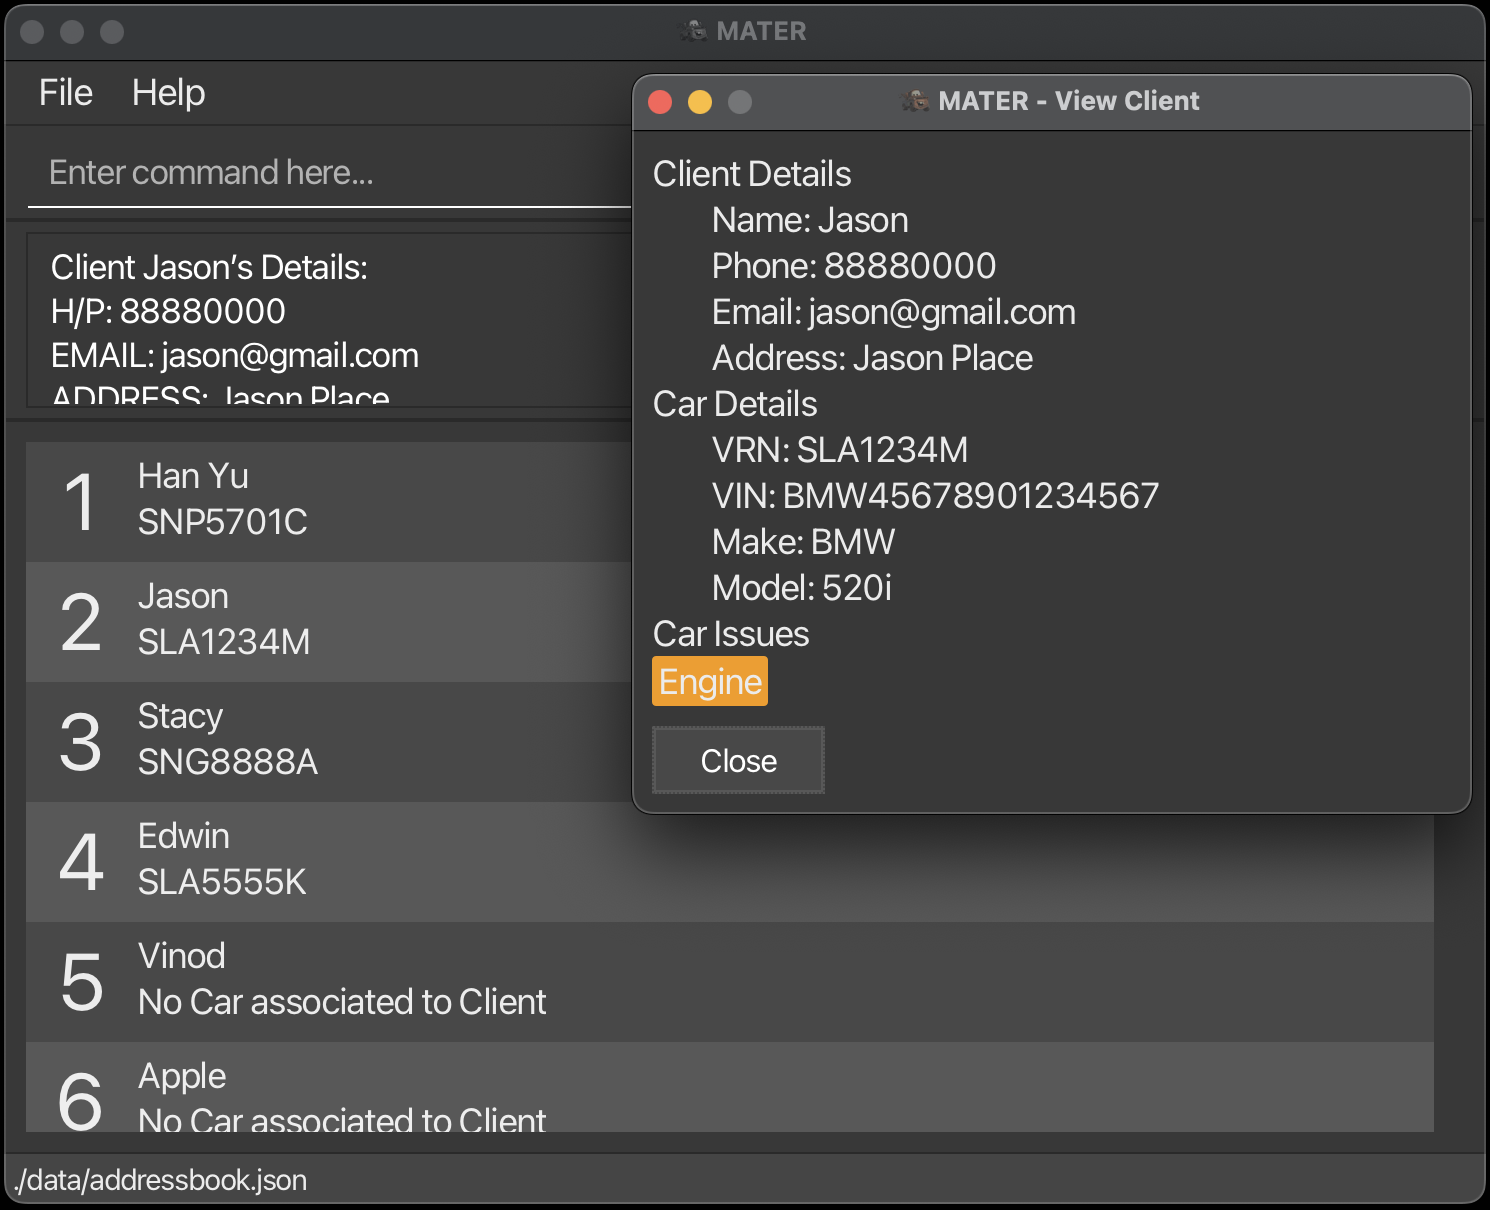 MATER
File Help
Enter command here...
Client Jason's Details:
H/P: 88880000
EMAIL: jason@gmail.com
ADDRESS: Jason Place
1
Han Yu
SNP5701C
2
Jason
SLA1234M
3
Stacy
SNG8888A
4
Edwin
SLA5555K
5
Vinod
No Car associated to Client
6
Apple
No Car associated to Client
./data/addressbook.json
MATER - View Client
Client Details
Name: Jason
Phone: 88880000
Email: jason@gmail.com
Address: Jason Place
Car Details
VRN: SLA1234M
VIN: BMW45678901234567
Make: BMW
Model: 520i
Car Issues
Engine
Close